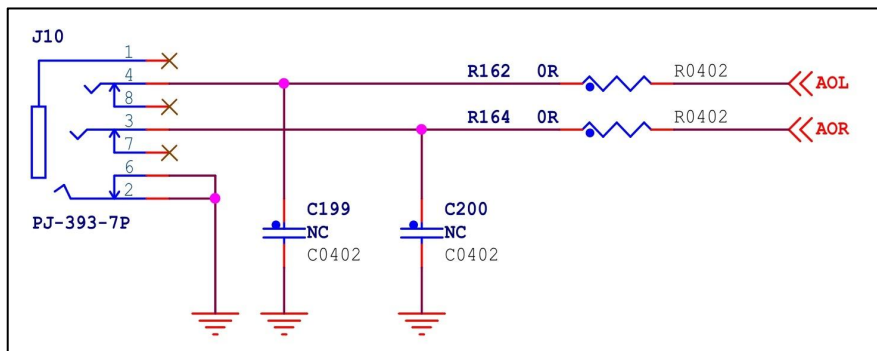 J10
1
4
8
3
7
6
2
PJ-393-7P
R162 0R R0402 AOL
R164 0R R0402 AOR
C199
NC
C0402
C200
NC
C0402